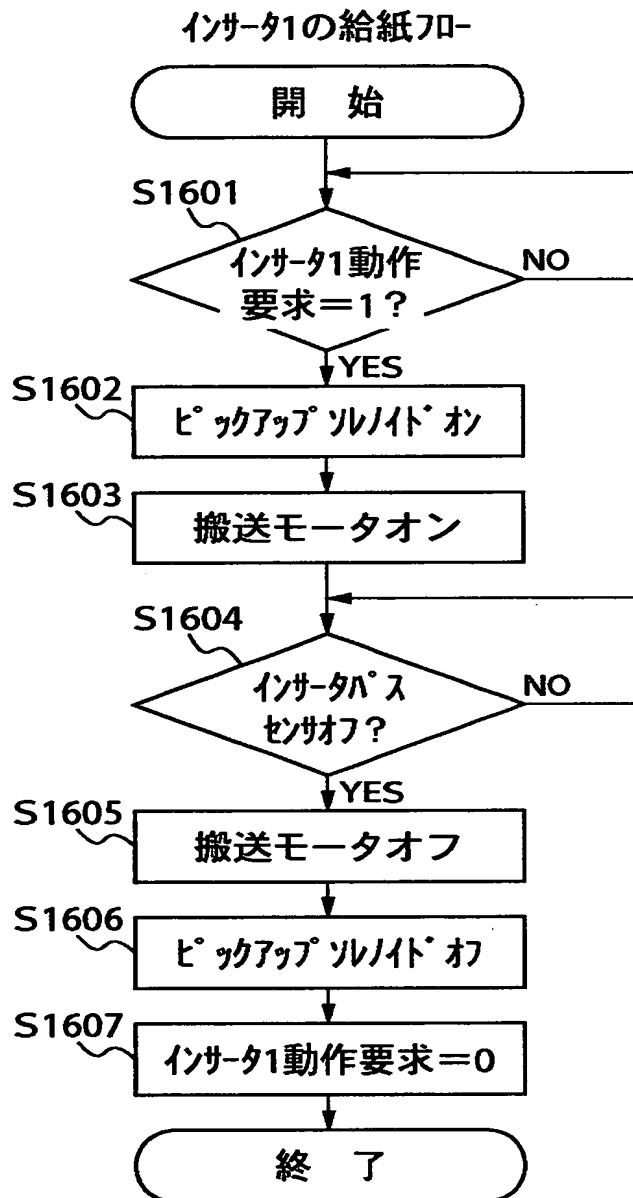 インサータ1の給紙フロー
開 始
S1601
インサータ1動作
要求＝1？
NO
YES
S1602
ピックアップソレノイドオン
S1603
搬送モータオン
S1604
インサータパス
センサオフ？
NO
YES
S1605
搬送モータオフ
S1606
ピックアップソレノイドオフ
S1607
インサータ1動作要求＝0
終 了